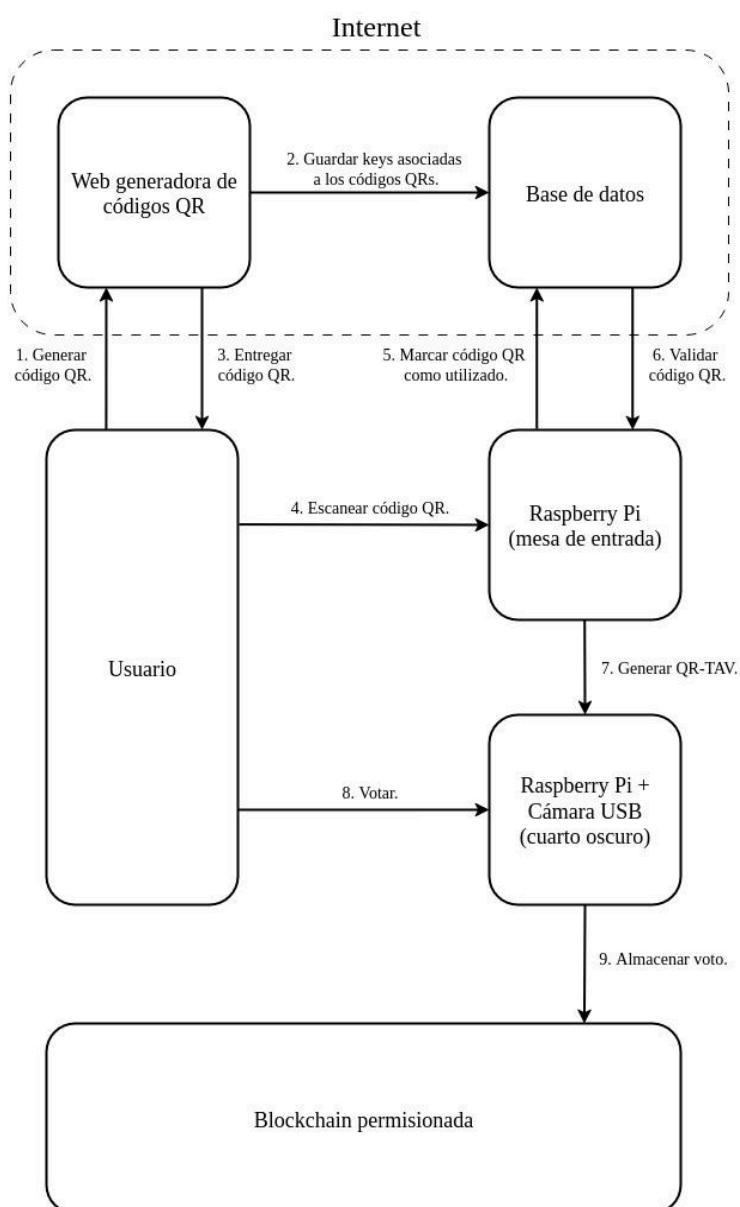 Internet
Web generadora de
códigos QR
2. Guardar keys asociadas
a los códigos QRs.
Base de datos
1. Generar
código QR.
3. Entregar
código QR.
5. Marcar código QR
como utilizado.
6. Validar
código QR.
4. Escanear código QR.
Raspberry Pi
(mesa de entrada)
Usuario
7. Generar QR-TAV.
8. Votar.
Raspberry Pi +
Cámara USB
(cuarto oscuro)
9. Almacenar voto.
Blockchain permisionada